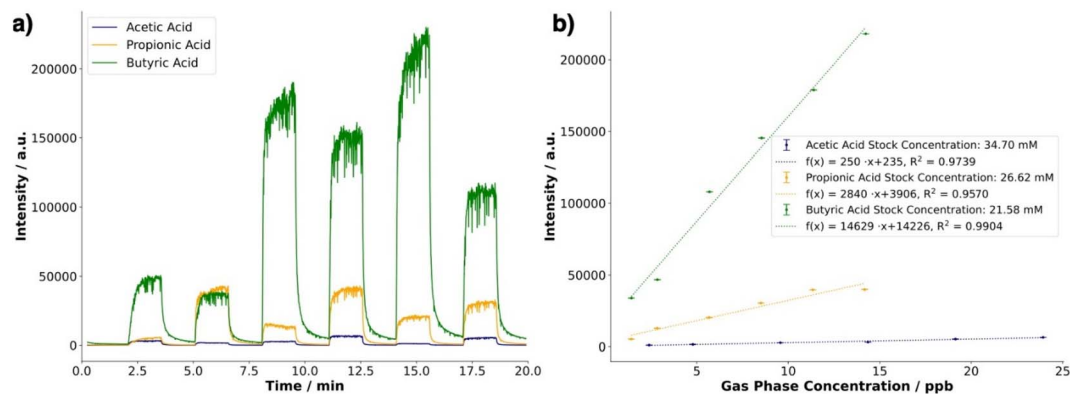 a)
Acetic Acid
Propionic Acid
Butyric Acid
Intensity / a.u.
200000
150000
100000
50000
0
0.0 2.5 5.0 7.5 10.0 12.5 15.0 17.5 20.0
Time / min
b)
Intensity / a.u.
200000
150000
100000
50000
0
Acetic Acid Stock Concentration: 34.70 mM
f(x) = 250 ·x+235, R² = 0.9739
Propionic Acid Stock Concentration: 26.62 mM
f(x) = 2840 ·x+3906, R² = 0.9570
Butyric Acid Stock Concentration: 21.58 mM
f(x) = 14629 ·x+14226, R² = 0.9904
0 5 10 15 20 25
Gas Phase Concentration / ppb